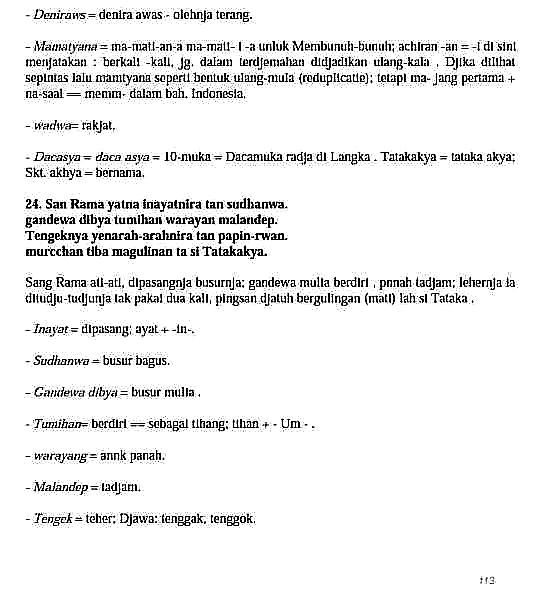 - Deniraws = denira awas - olehnja terang.
- Mamatyana = ma-mati-an-a ma-mati- i -a unluk Membunuh-bunuh; achiran -an = -i di sini
menjatakan : berkali -kali, jg. dalam terdjemahan didjadikan ulang-kala . Djika dilihat
sepintas lalu mamtyana seperti bentuk ulang-mula (reduplicatie); tetapi ma- jang pertama +
na-saal == memm- dalam bah. Indonesia.
- wadwa= rakjat.
- Dacasya = daca asya = 10-muka = Dacamuka radja di Langka . Tatakakya = tataka akya;
Skt. akhya = bernama.
24. San Rama yatna inayatnira tan sudhanwa.
gandewa dibya tumihan warayan malandep.
Tengeknya yenarah-arahnira tan papin-rwan.
murcchan tiba magulinan ta si Tatakakya.
Sang Rama ati-ati, dipasangnja busurnja; gandewa mulia berdiri , pnnah tadjam; lehernja ia
ditudju-tudjunja tak pakai dua kali, pingsan djatuh bergulingan (mati) lah si Tataka .
- Inayat = dipasang; ayat + -in-.
- Sudhanwa = busur bagus.
- Gandewa dibya = busur mulia .
- Tumihan= berdiri == sebagai tihang; tihan + - Um - .
- warayang = annk panah.
- Malandep = tadjam.
- Tengek = teher; Djawa: tenggak, tenggok.
113